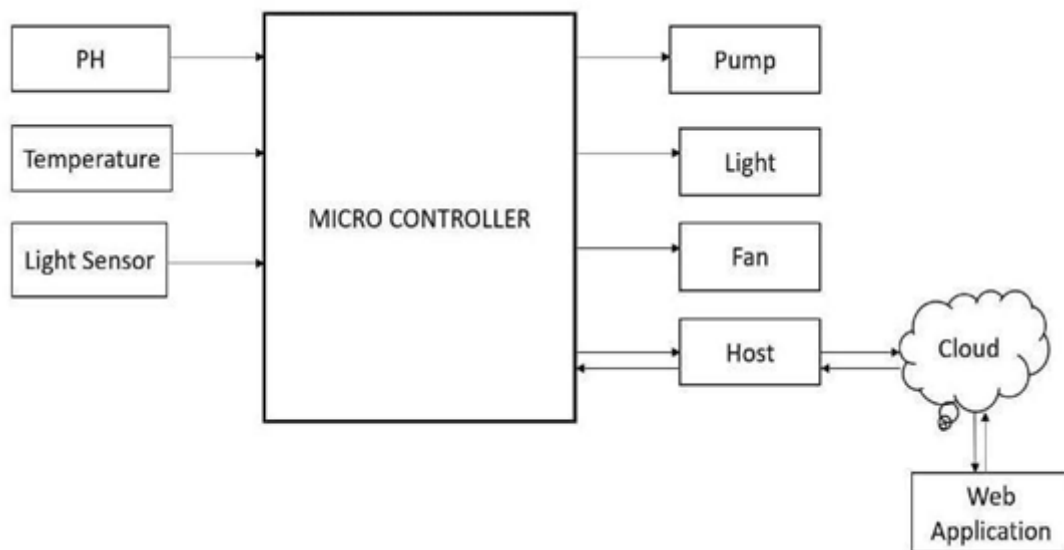 PH
Temperature
Light Sensor
MICRO CONTROLLER
Pump
Light
Fan
Host
Cloud
Web
Application